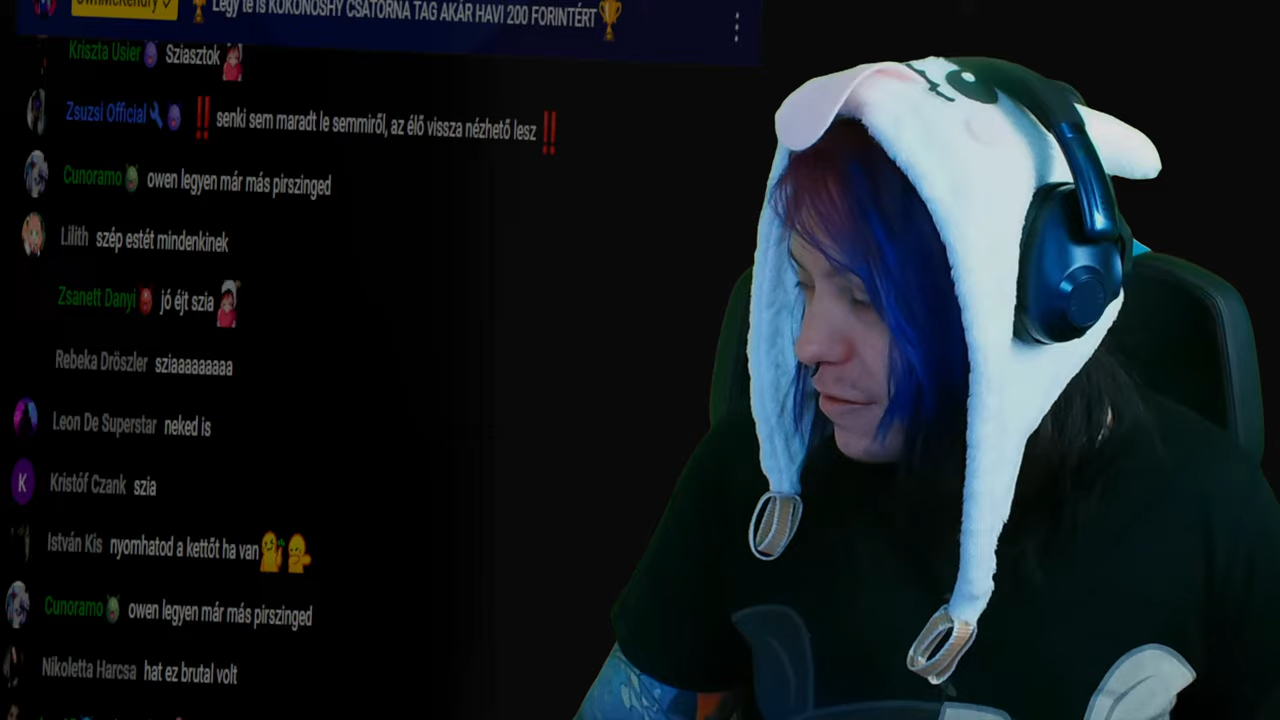 OwnMcKendry
Legy te is KÓKONOSHY CSATORNA TAG AKÁR HAVI 200 FORINTÉRT
Kriszta Usier Sziasztok
Zsuzsi Official ‼ senki sem maradt le semmiről, az élő vissza nézhető lesz ‼
Cunoramo owen legyen már más pirszinged
Lilith szép estét mindenkinek
Zsanett Danyi jó éjt szia
Rebeka Dröszler sziaaaaaaaaa
Leon De Superstar neked is
K Kristóf Czank szia
István Kis nyomhatod a kettőt ha van
Cunoramo owen legyen már más pirszinged
Nikoletta Harcsa hat ez brutal volt